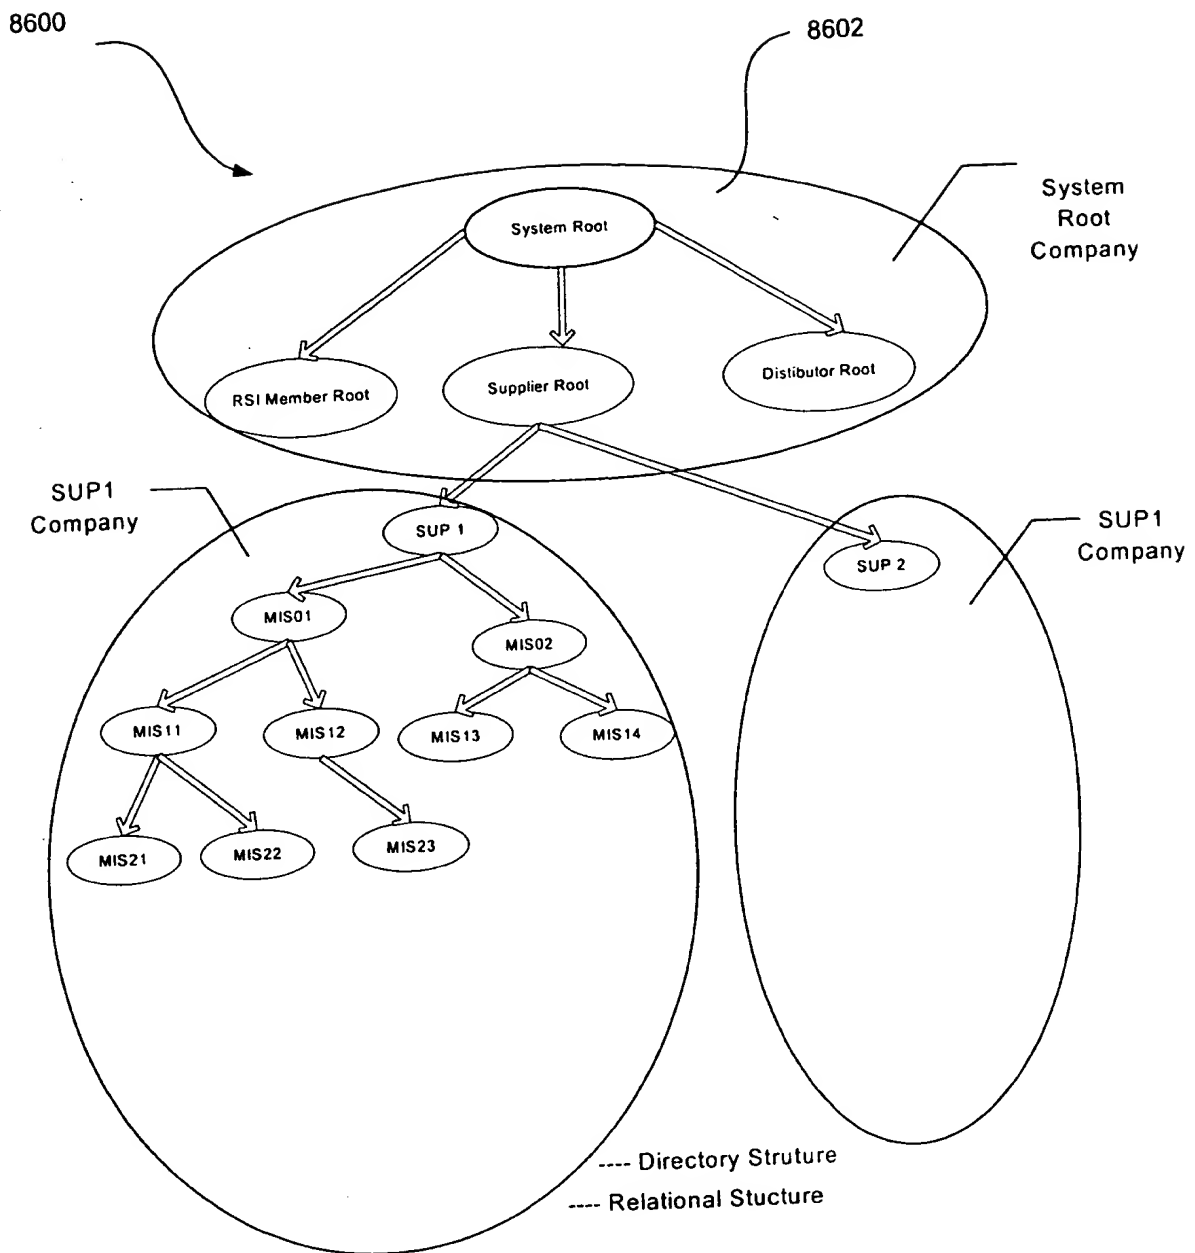 8600
8602
System
Root
Company
System Root
RSI Member Root
Supplier Root
Distibutor Root
SUP1
Company
SUP 1
SUP 2
SUP1
Company
MIS01
MIS02
MIS11
MIS12
MIS13
MIS14
MIS21
MIS22
MIS23
---- Directory Struture
---- Relational Stucture